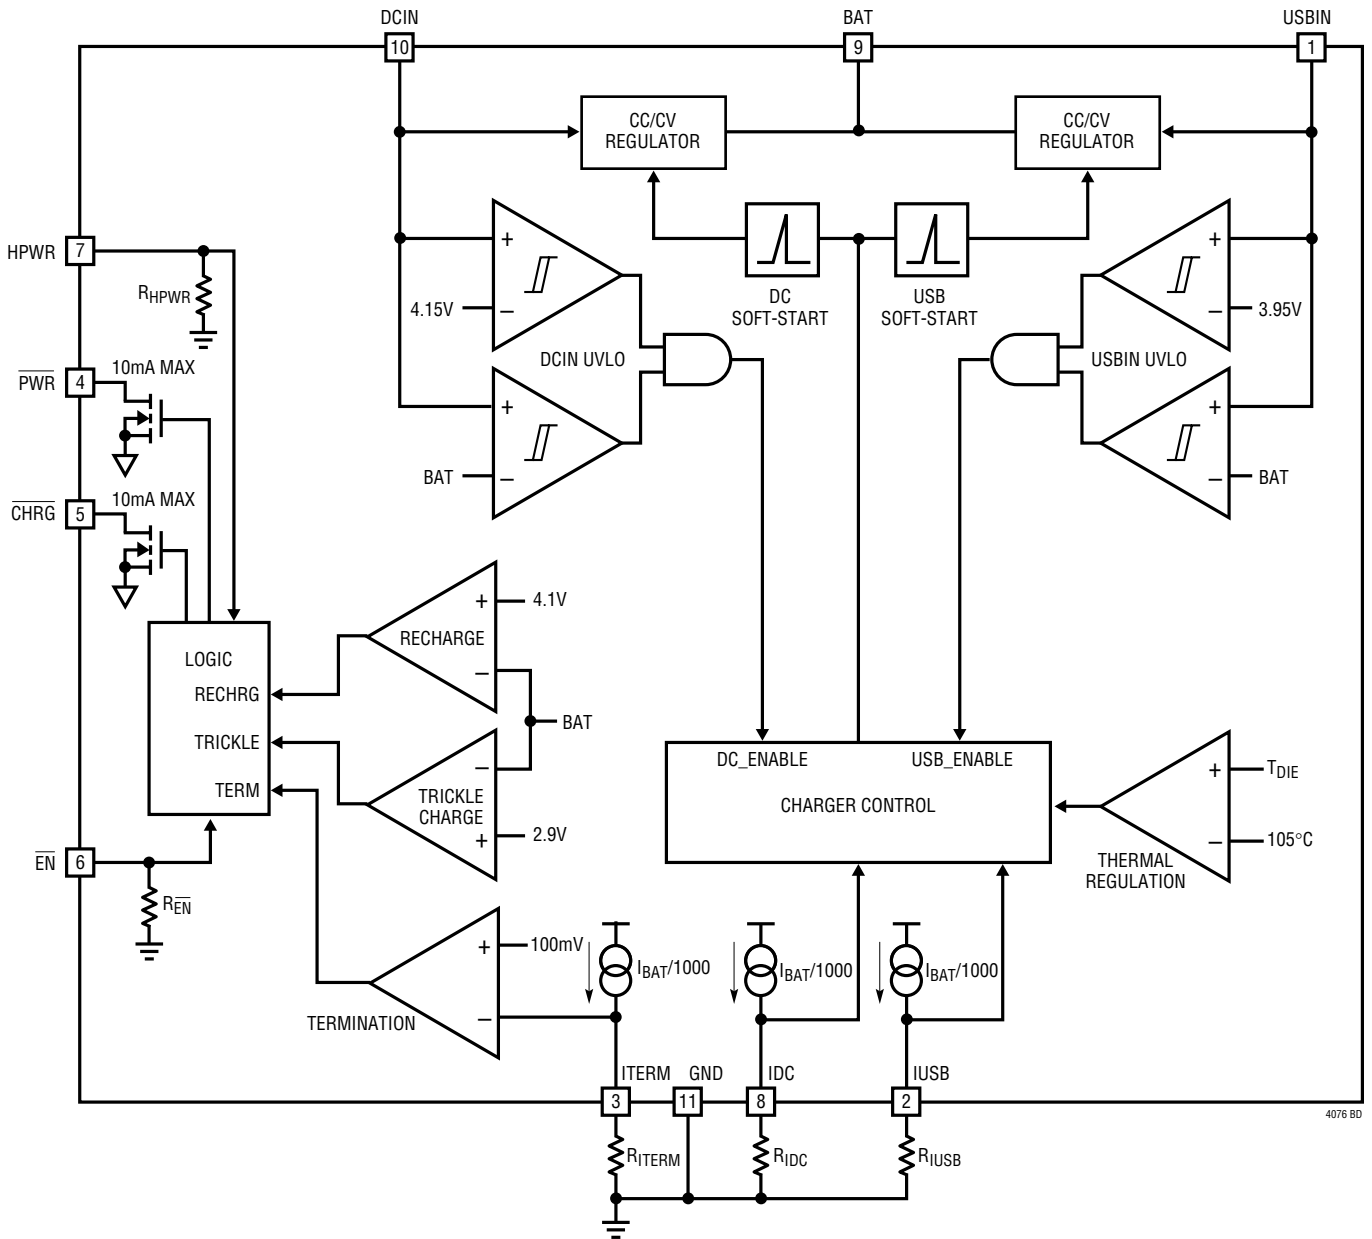 DCIN
BAT
USBIN
10
9
1
CC/CV
REGULATOR
CC/CV
REGULATOR
HPWR
7
RHPWR
+
4.15V
−
DC
SOFT-START
USB
SOFT-START
+
3.95V
−
PWR
4
10mA MAX
DCIN UVLO
USBIN UVLO
+
BAT
−
+
BAT
−
CHRG
5
10mA MAX
LOGIC
RECHRG
TRICKLE
TERM
+
4.1V
RECHARGE
−
BAT
−
TRICKLE
CHARGE
+
2.9V
DC_ENABLE
USB_ENABLE
CHARGER CONTROL
+
TDIE
−
105°C
THERMAL
REGULATION
EN
6
REN
+
100mV
−
TERMINATION
IBAT/1000
IBAT/1000
IBAT/1000
ITERM
GND
IDC
IUSB
3
11
8
2
4076 BD
RITERM
RIDC
RIUSB